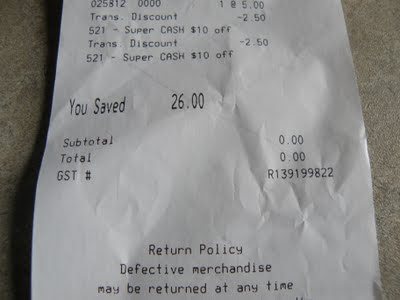 025812 0000 1 @ 5.00
Trans. Discount -2.50
521 - Super CASH $10 off
Trans. Discount -2.50
521 - Super CASH $10 off
You Saved 26.00
Subtotal 0.00
Total 0.00
GST # R139199822
Return Policy
Defective merchandise
may be returned at any time